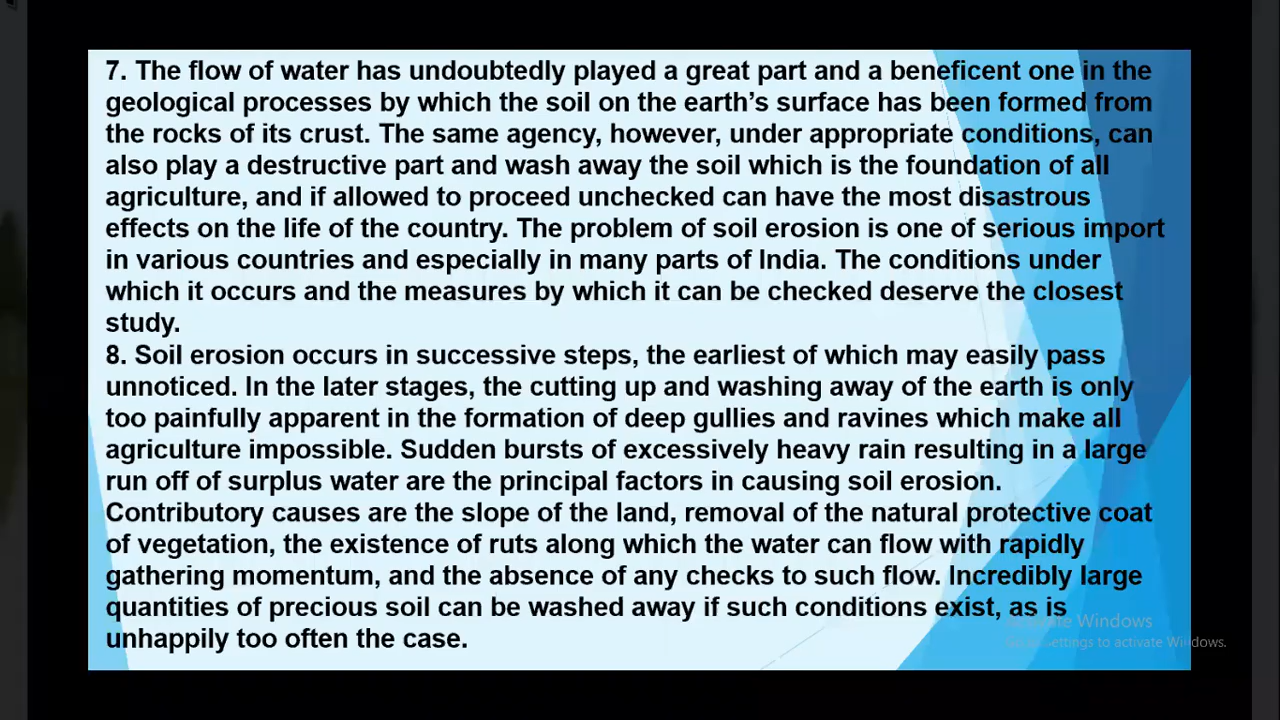 7. The flow of water has undoubtedly played a great part and a beneficent one in the
geological processes by which the soil on the earth’s surface has been formed from
the rocks of its crust. The same agency, however, under appropriate conditions, can
also play a destructive part and wash away the soil which is the foundation of all
agriculture, and if allowed to proceed unchecked can have the most disastrous
effects on the life of the country. The problem of soil erosion is one of serious import
in various countries and especially in many parts of India. The conditions under
which it occurs and the measures by which it can be checked deserve the closest
study.
8. Soil erosion occurs in successive steps, the earliest of which may easily pass
unnoticed. In the later stages, the cutting up and washing away of the earth is only
too painfully apparent in the formation of deep gullies and ravines which make all
agriculture impossible. Sudden bursts of excessively heavy rain resulting in a large
run off of surplus water are the principal factors in causing soil erosion.
Contributory causes are the slope of the land, removal of the natural protective coat
of vegetation, the existence of ruts along which the water can flow with rapidly
gathering momentum, and the absence of any checks to such flow. Incredibly large
quantities of precious soil can be washed away if such conditions exist, as is
unhappily too often the case.
Activate Windows
Settings to activate Windows.